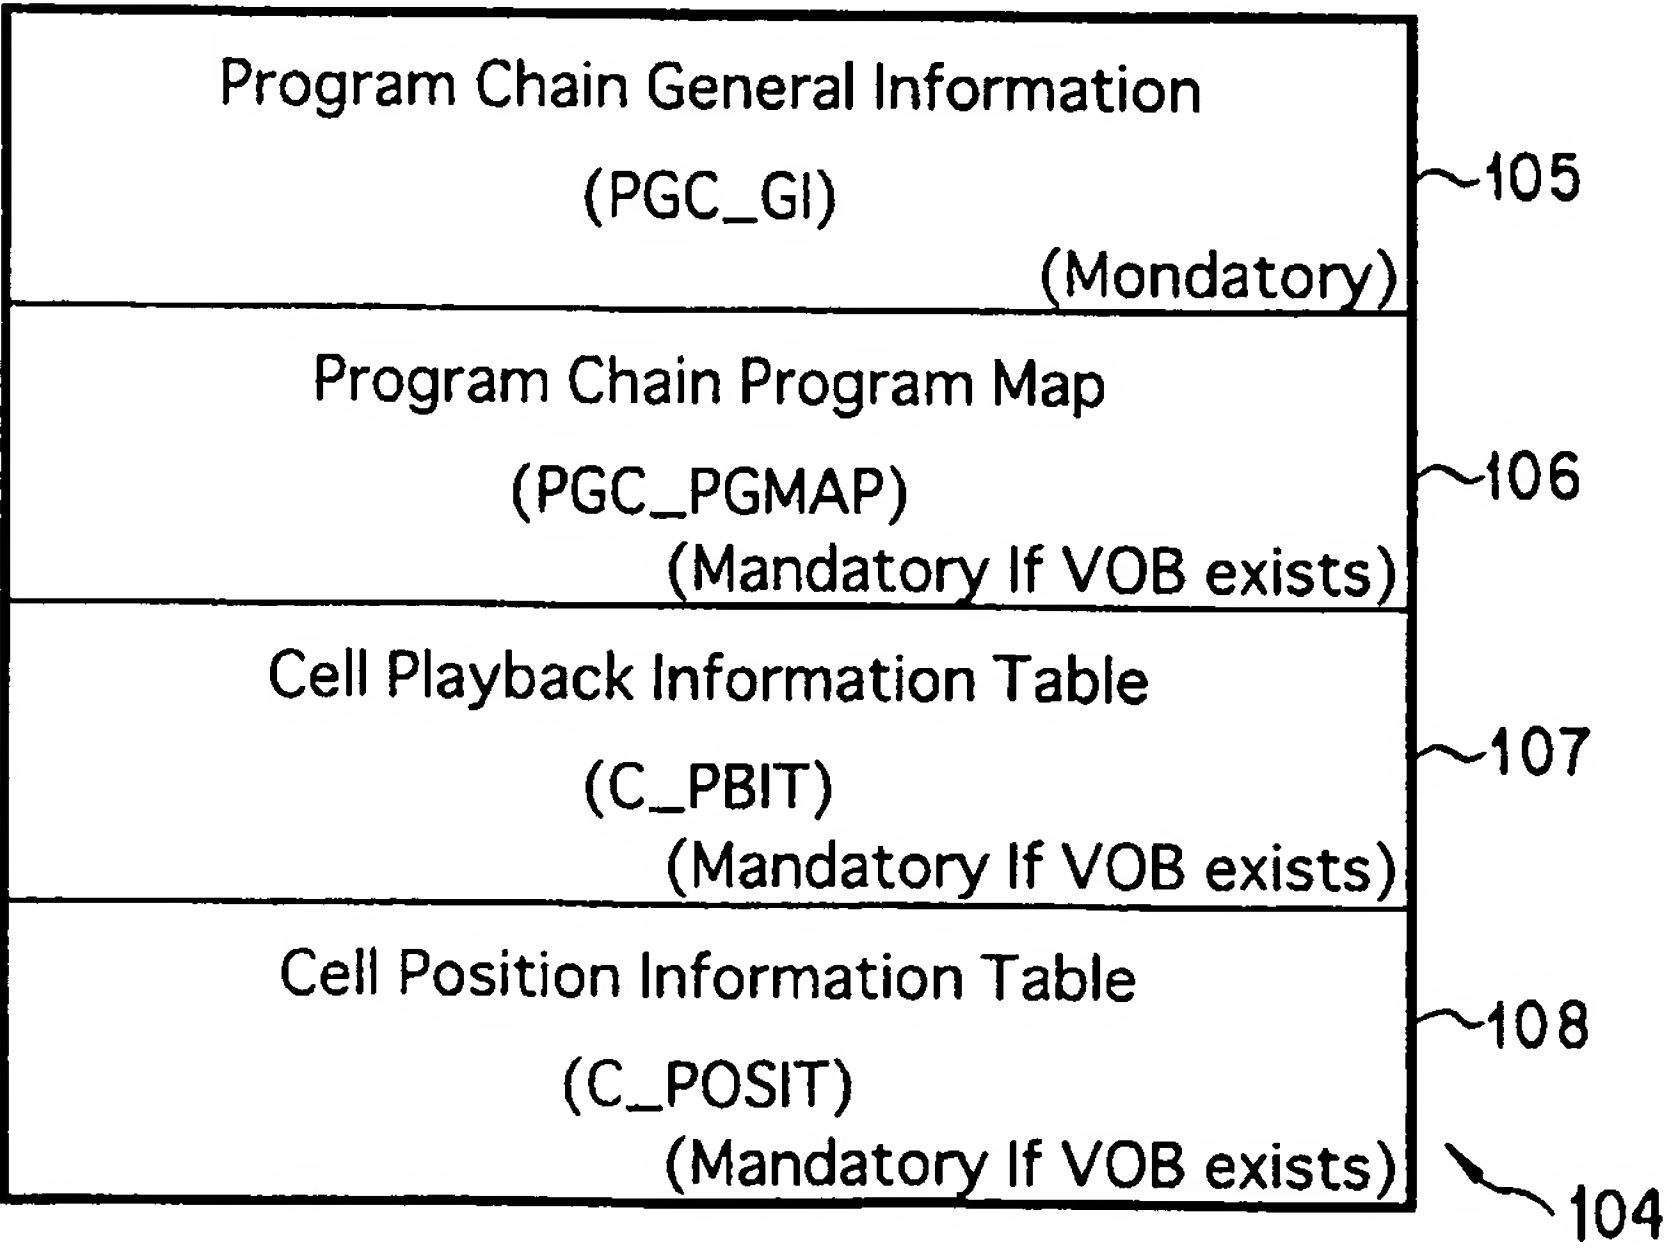 Program Chain General Information
(PGC_GI)
105
(Mondatory)
Program Chain Program Map
(PGC_PGMAP)
106
(Mandatory If VOB exists)
Cell Playback Information Table
(C_PBIT)
107
(Mandatory If VOB exists)
Cell Position Information Table
108
(C_POSIT)
(Mandatory If VOB exists)
104